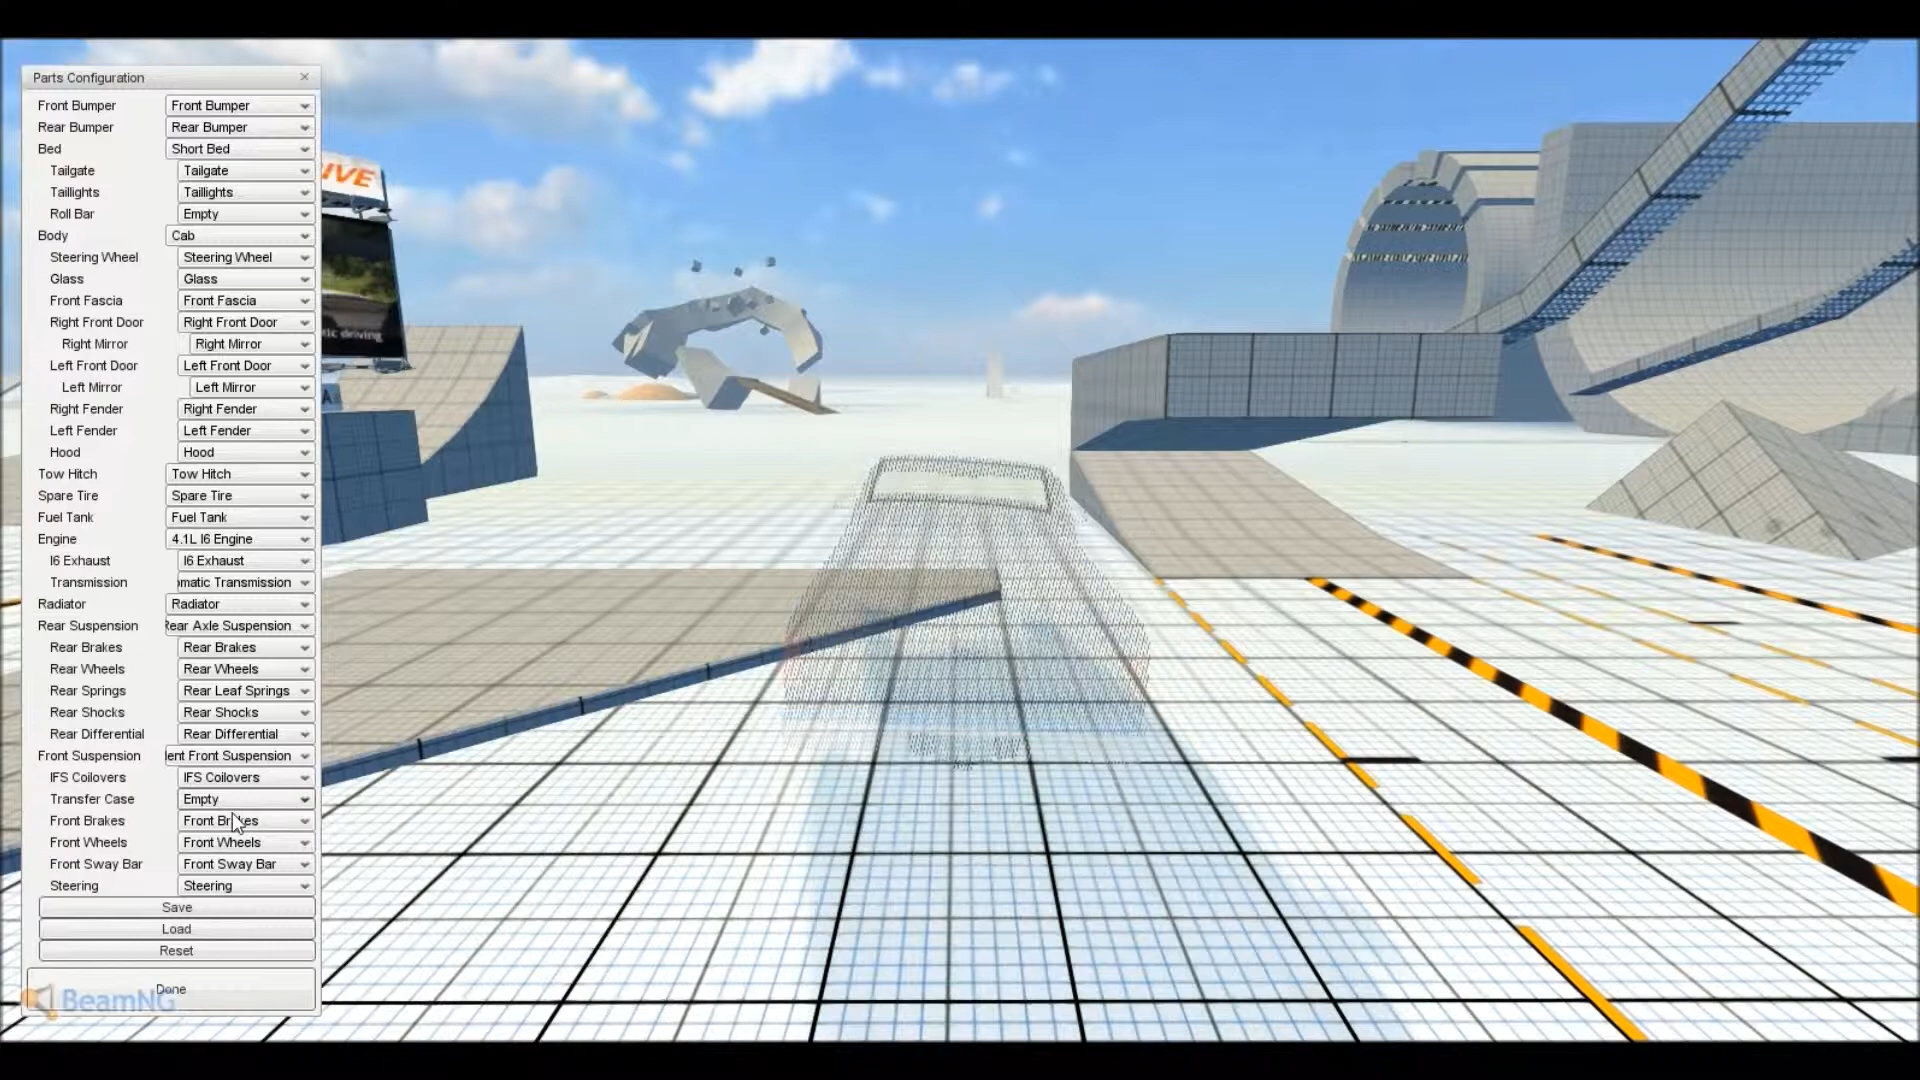 Parts Configuration
Front Bumper Front Bumper
Rear Bumper Rear Bumper
Bed Short Bed
Tailgate Tailgate
Taillights Taillights
Roll Bar Empty
Body Cab
Steering Wheel Steering Wheel
Glass Glass
Front Fascia Front Fascia
Right Front Door Right Front Door
Right Mirror Right Mirror
Left Front Door Left Front Door
Left Mirror Left Mirror
Right Fender Right Fender
Left Fender Left Fender
Hood Hood
Tow Hitch Tow Hitch
Spare Tire Spare Tire
Fuel Tank Fuel Tank
Engine 4.1L I6 Engine
I6 Exhaust I6 Exhaust
Transmission omatic Transmission
Radiator Radiator
Rear Suspension Rear Axle Suspension
Rear Brakes Rear Brakes
Rear Wheels Rear Wheels
Rear Springs Rear Leaf Springs
Rear Shocks Rear Shocks
Rear Differential Rear Differential
Front Suspension ent Front Suspension
IFS Coilovers IFS Coilovers
Transfer Case Empty
Front Brakes Front Brakes
Front Wheels Front Wheels
Front Sway Bar Front Sway Bar
Steering Steering
Save
Load
Reset
Done
BeamNG
IVE
tic driving
A